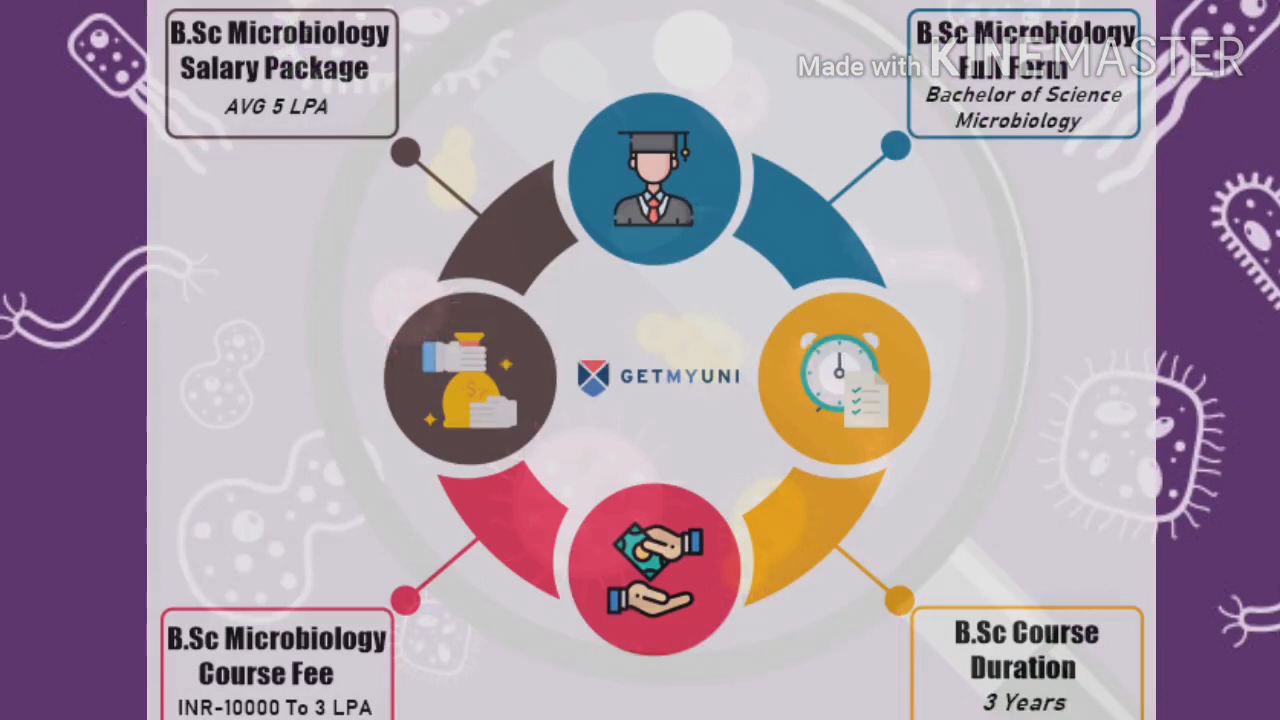 B.Sc Microbiology
Salary Package
AVG 5 LPA
B.Sc Microbiology
Full Form
Bachelor of Science
Microbiology
Made with KINEMASTER
GETMYUNI
B.Sc Microbiology
Course Fee
INR-10000 To 3 LPA
B.Sc Course
Duration
3 Years